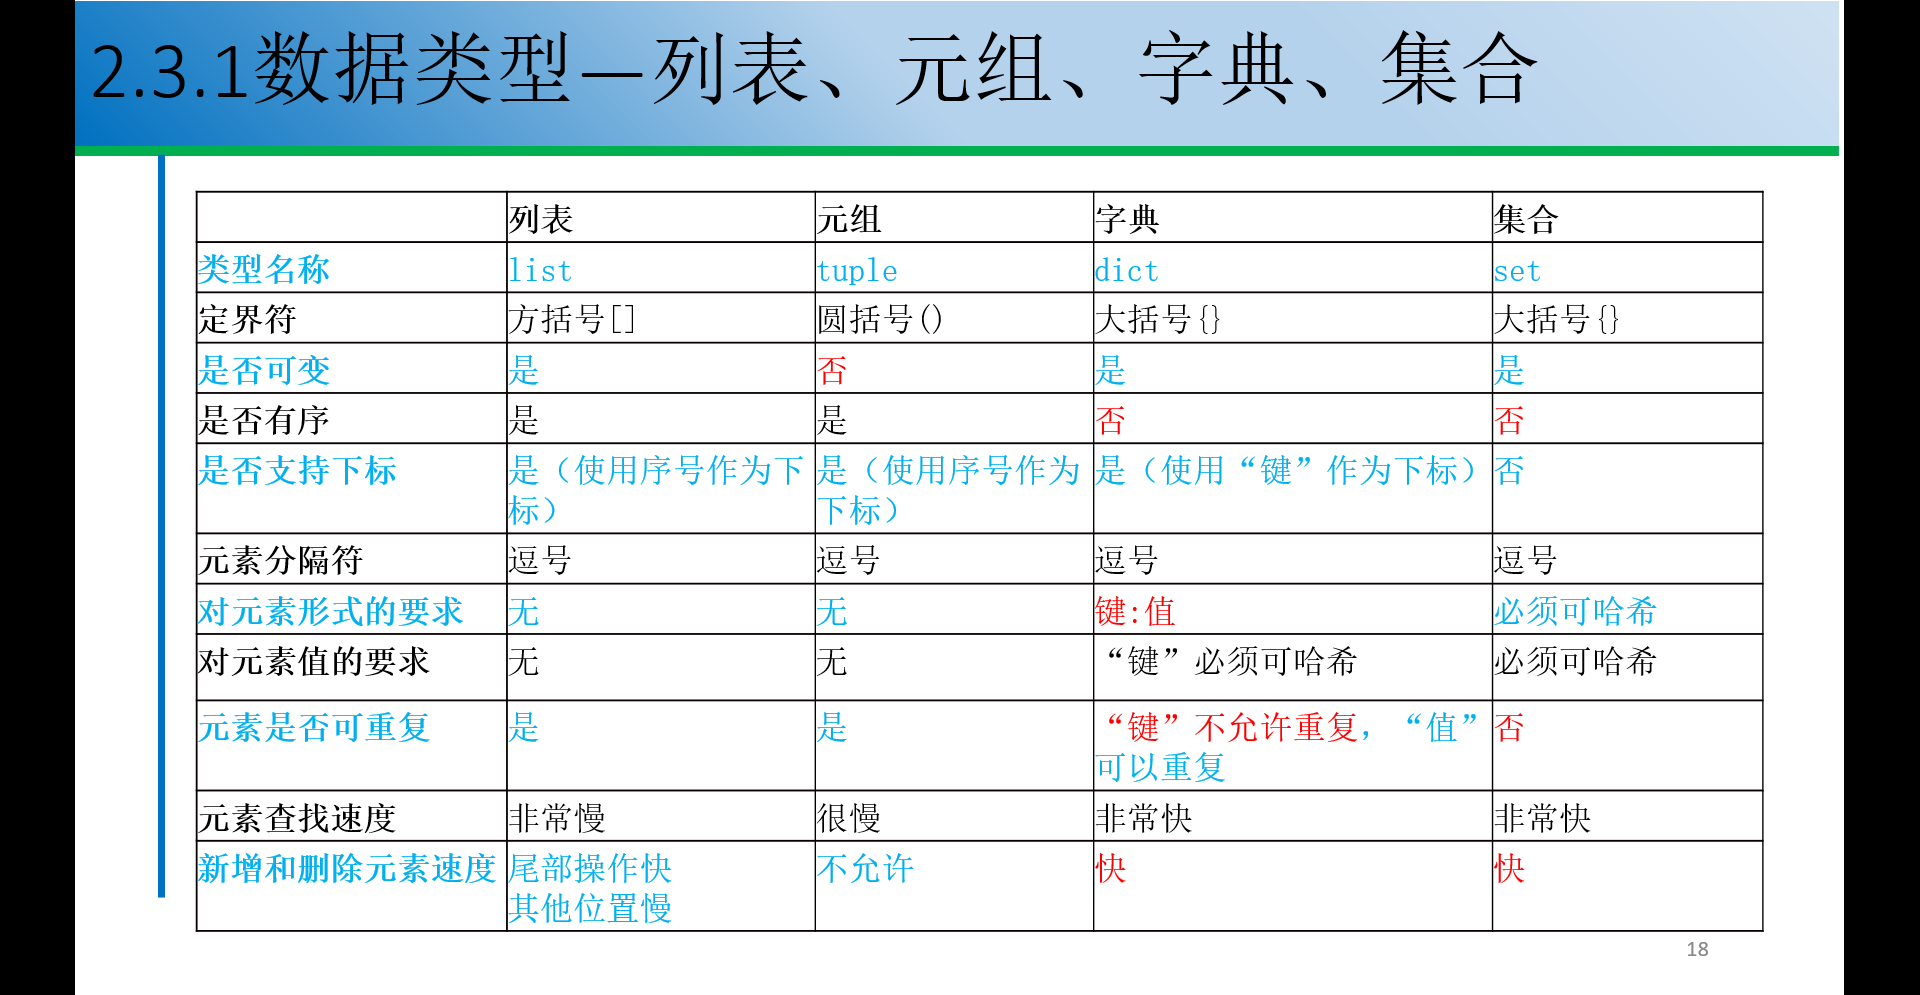 2.3.1数据类型—列表、元组、字典、集合
列表 元组 字典 集合
类型名称 list tuple dict set
定界符 方括号[] 圆括号() 大括号{} 大括号{}
是否可变 是 否 是 是
是否有序 是 是 否 否
是否支持下标 是（使用序号作为下 是（使用序号作为 是（使用“键”作为下标） 否
标） 下标）
元素分隔符 逗号 逗号 逗号 逗号
对元素形式的要求 无 无 键:值 必须可哈希
对元素值的要求 无 无 “键”必须可哈希 必须可哈希
元素是否可重复 是 是 “键”不允许重复，“值” 否
可以重复
元素查找速度 非常慢 很慢 非常快 非常快
新增和删除元素速度 尾部操作快 不允许 快 快
其他位置慢
18